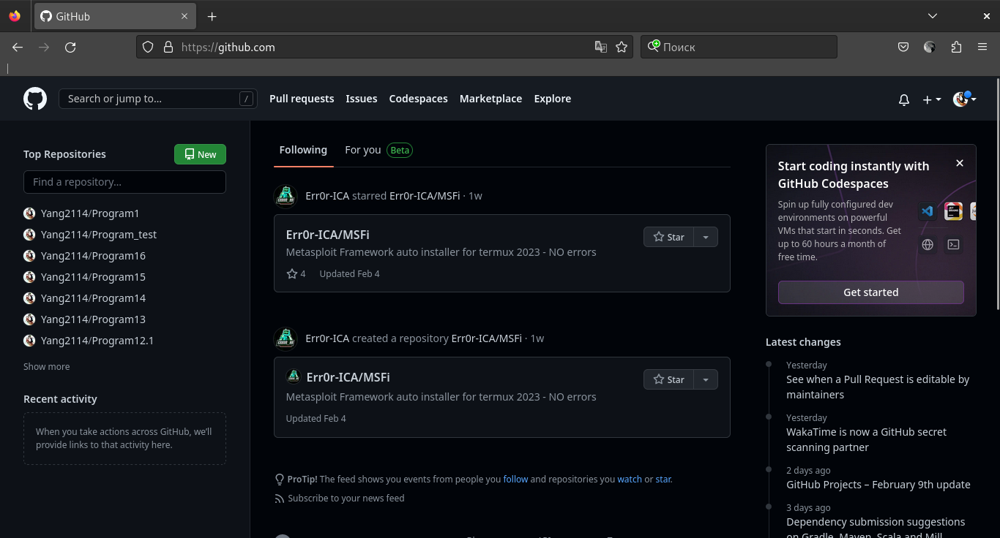 GitHub
https://github.com
Поиск
Search or jump to... /
Pull requests Issues Codespaces Marketplace Explore
Top Repositories
New
Find a repository...
Yang2114/Program1
Yang2114/Program_test
Yang2114/Program16
Yang2114/Program15
Yang2114/Program14
Yang2114/Program13
Yang2114/Program12.1
Show more
Recent activity
When you take actions across GitHub, we'll
provide links to that activity here.
Following For you Beta
Err0r-ICA starred Err0r-ICA/MSFi · 1w
Err0r-ICA/MSFi
Star
Metasploit Framework auto installer for termux 2023 - NO errors
4 Updated Feb 4
Err0r-ICA created a repository Err0r-ICA/MSFi · 1w
Err0r-ICA/MSFi
Star
Metasploit Framework auto installer for termux 2023 - NO errors
Updated Feb 4
ProTip! The feed shows you events from people you follow and repositories you watch or star.
Subscribe to your news feed
Start coding instantly with
GitHub Codespaces
Spin up fully configured dev
environments on powerful
VMs that start in seconds. Get
up to 60 hours a month of
free time.
Get started
Latest changes
Yesterday
See when a Pull Request is editable by
maintainers
Yesterday
WakaTime is now a GitHub secret
scanning partner
2 days ago
GitHub Projects – February 9th update
3 days ago
Dependency submission suggestions
on Gradle, Maven, Scala and Mill